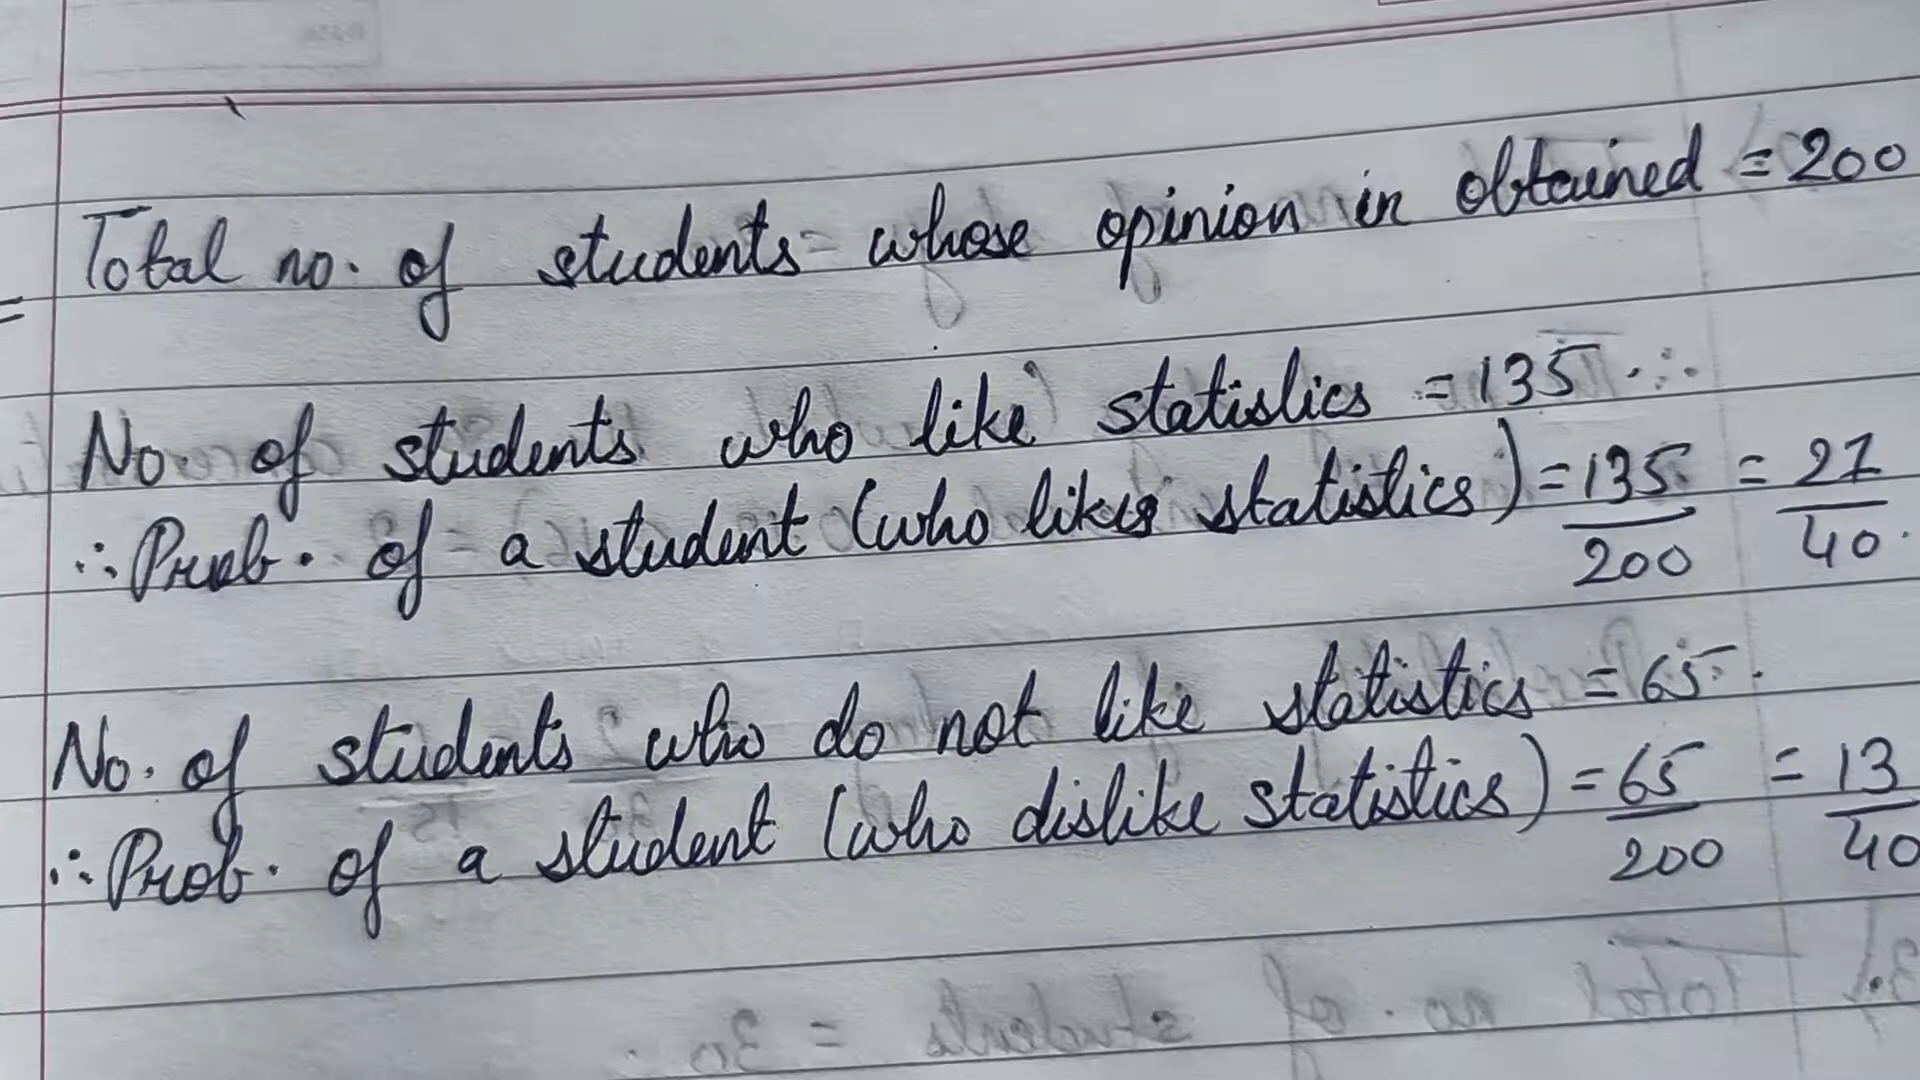 Total no. of students whose opinion in obtained = 200
No. of students who like statistics = 135
∴ Prob. of a student (who likes statistics) = 135/200 = 27/40.
No. of students who do not like statistics = 65.
∴ Prob. of a student (who dislike statistics) = 65/200 = 13/40